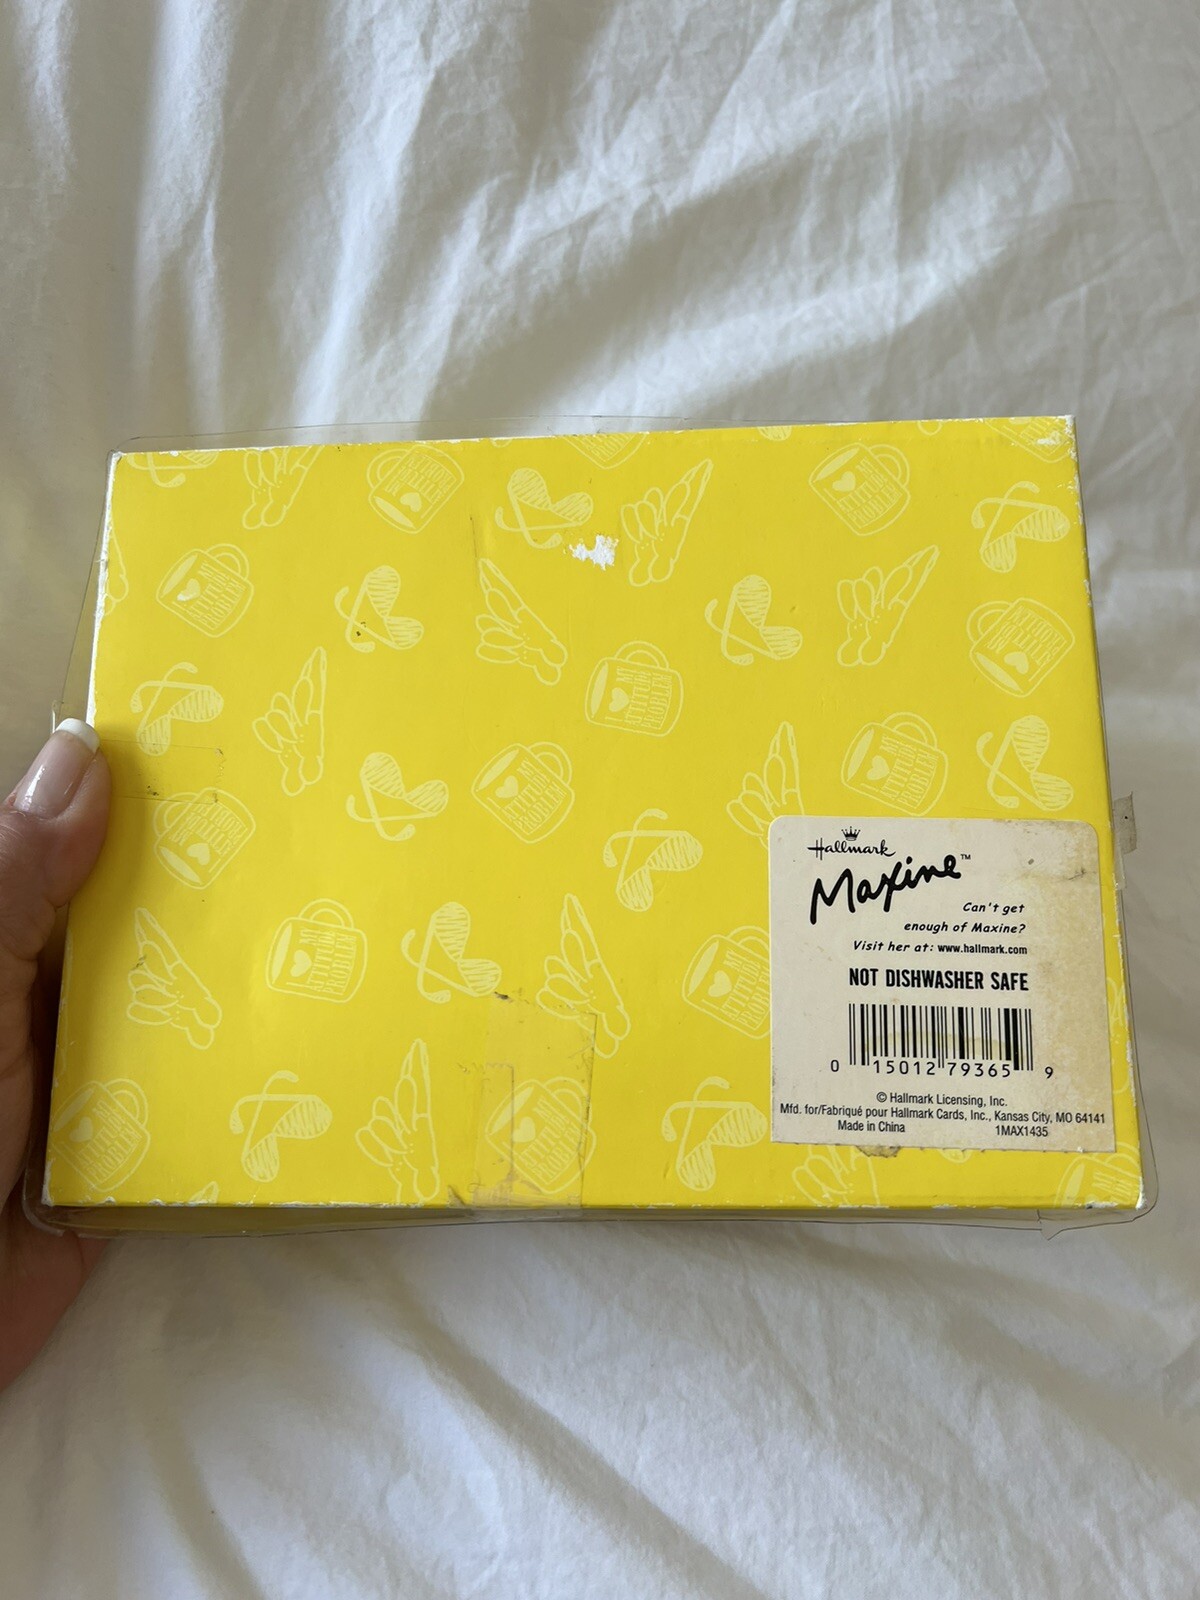 Hallmark
Maxine™
Can't get
enough of Maxine?
Visit her at: www.hallmark.com
NOT DISHWASHER SAFE
0 15012 79365 9
© Hallmark Licensing, Inc.
Mfd. for/Fabriqué pour Hallmark Cards, Inc., Kansas City, MO 64141
Made in China 1MAX1435